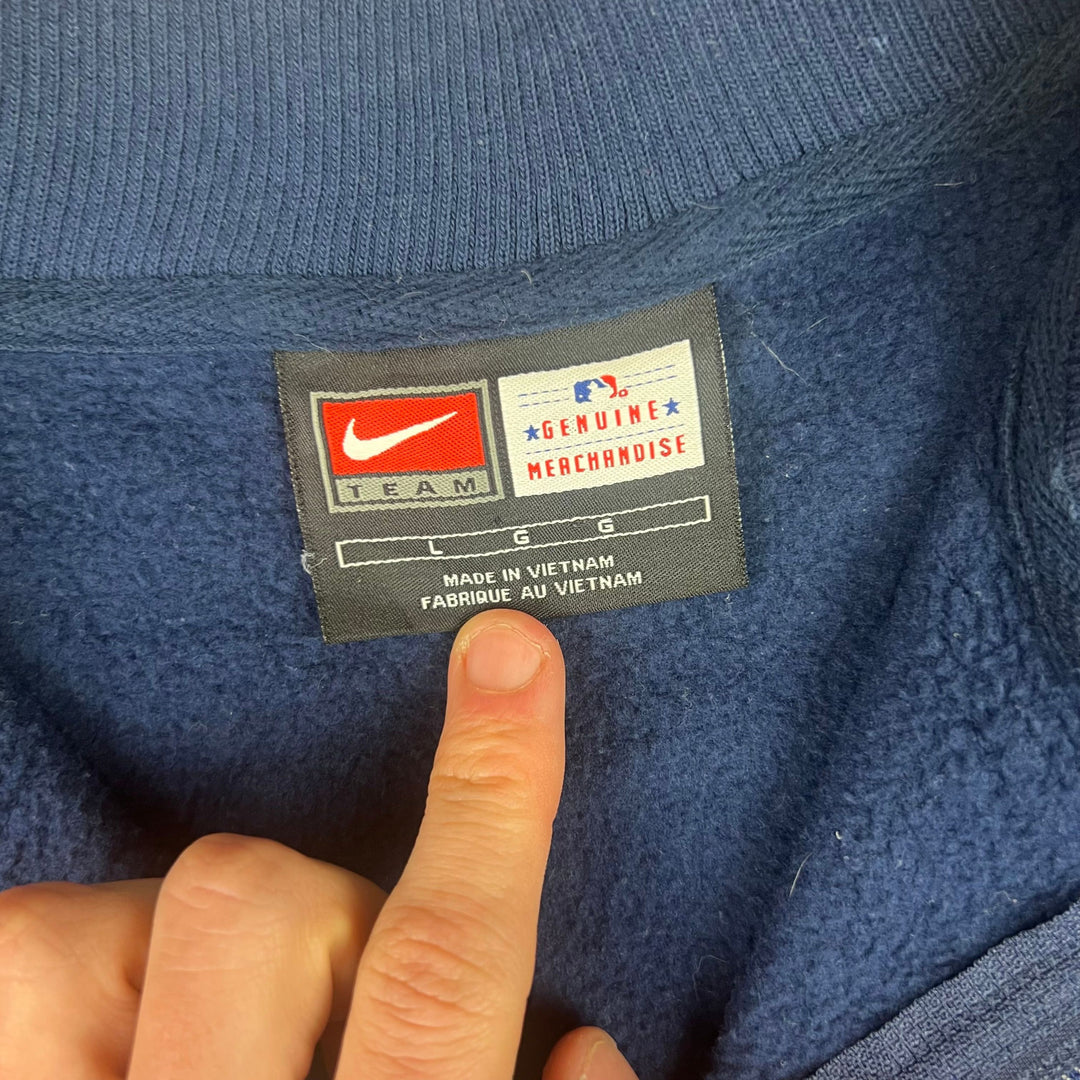 TEAM
GENUINE
MERCHANDISE
L G G
MADE IN VIETNAM
FABRIQUE AU VIETNAM